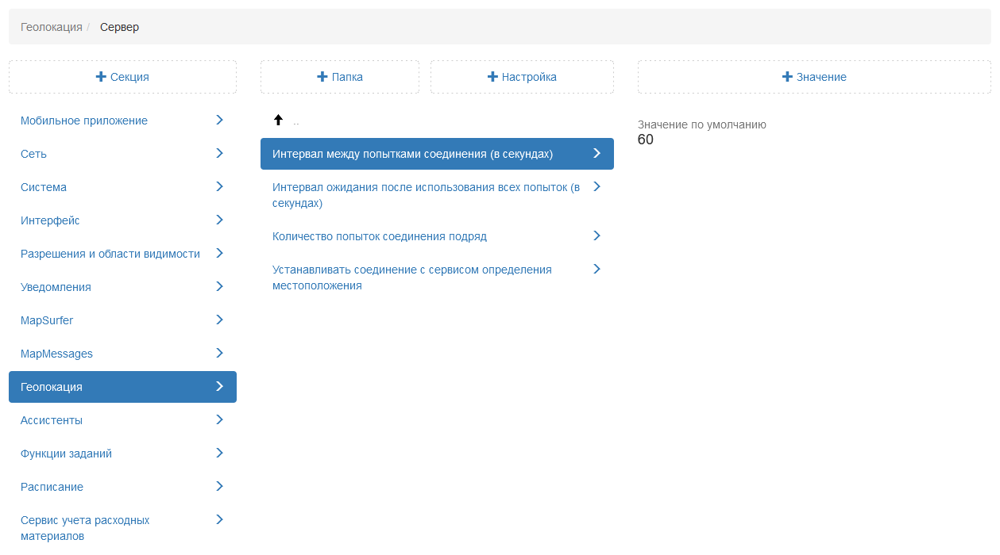 Геолокация / Сервер
Секция
Папка
Настройка
Значение
Мобильное приложение
Сеть
Система
Интерфейс
Разрешения и области видимости
Уведомления
MapSurfer
MapMessages
Геолокация
Ассистенты
Функции заданий
Расписание
Сервис учета расходных
материалов
..
Интервал между попытками соединения (в секундах)
Интервал ожидания после использования всех попыток (в
секундах)
Количество попыток соединения подряд
Устанавливать соединение с сервисом определения
местоположения
Значение по умолчанию
60